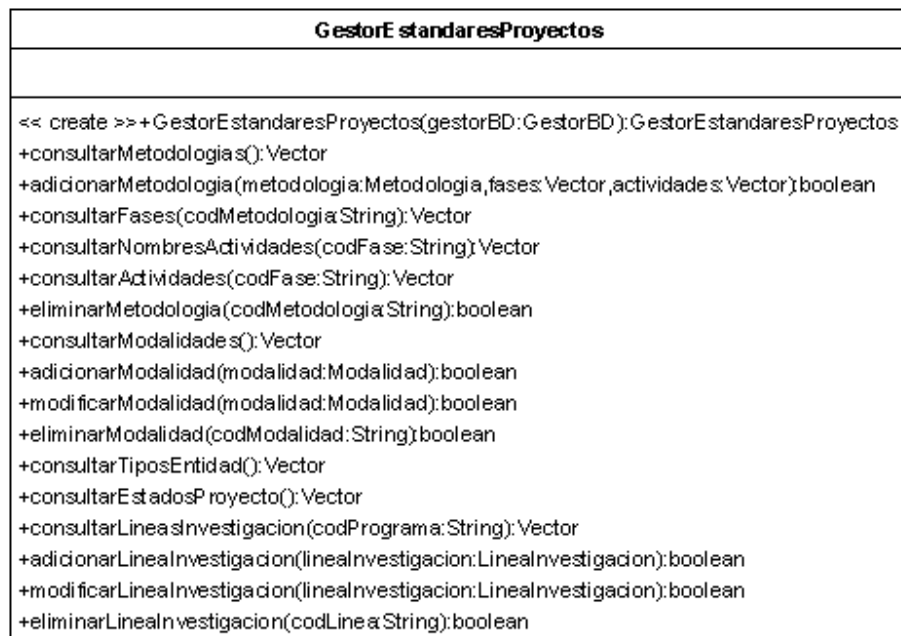 GestorEstandaresProyectos
<< create >>+GestorEstandaresProyectos(gestorBD:GestorBD):GestorEstandaresProyectos
+consultarMetodologias():Vector
+adicionarMetodologia(metodologia:Metodologia,fases:Vector,actividades:Vector):boolean
+consultarFases(codMetodologia:String):Vector
+consultarNombresActividades(codFase:String):Vector
+consultarActividades(codFase:String):Vector
+eliminarMetodologia(codMetodologia:String):boolean
+consultarModalidades():Vector
+adicionarModalidad(modalidad:Modalidad):boolean
+modificarModalidad(modalidad:Modalidad):boolean
+eliminarModalidad(codModalidad:String):boolean
+consultarTiposEntidad():Vector
+consultarEstadosProyecto():Vector
+consultarLineasInvestigacion(codPrograma:String):Vector
+adicionarLineaInvestigacion(lineaInvestigacion:LineaInvestigacion):boolean
+modificarLineaInvestigacion(lineaInvestigacion:LineaInvestigacion):boolean
+eliminarLineaInvestigacion(codLinea:String):boolean